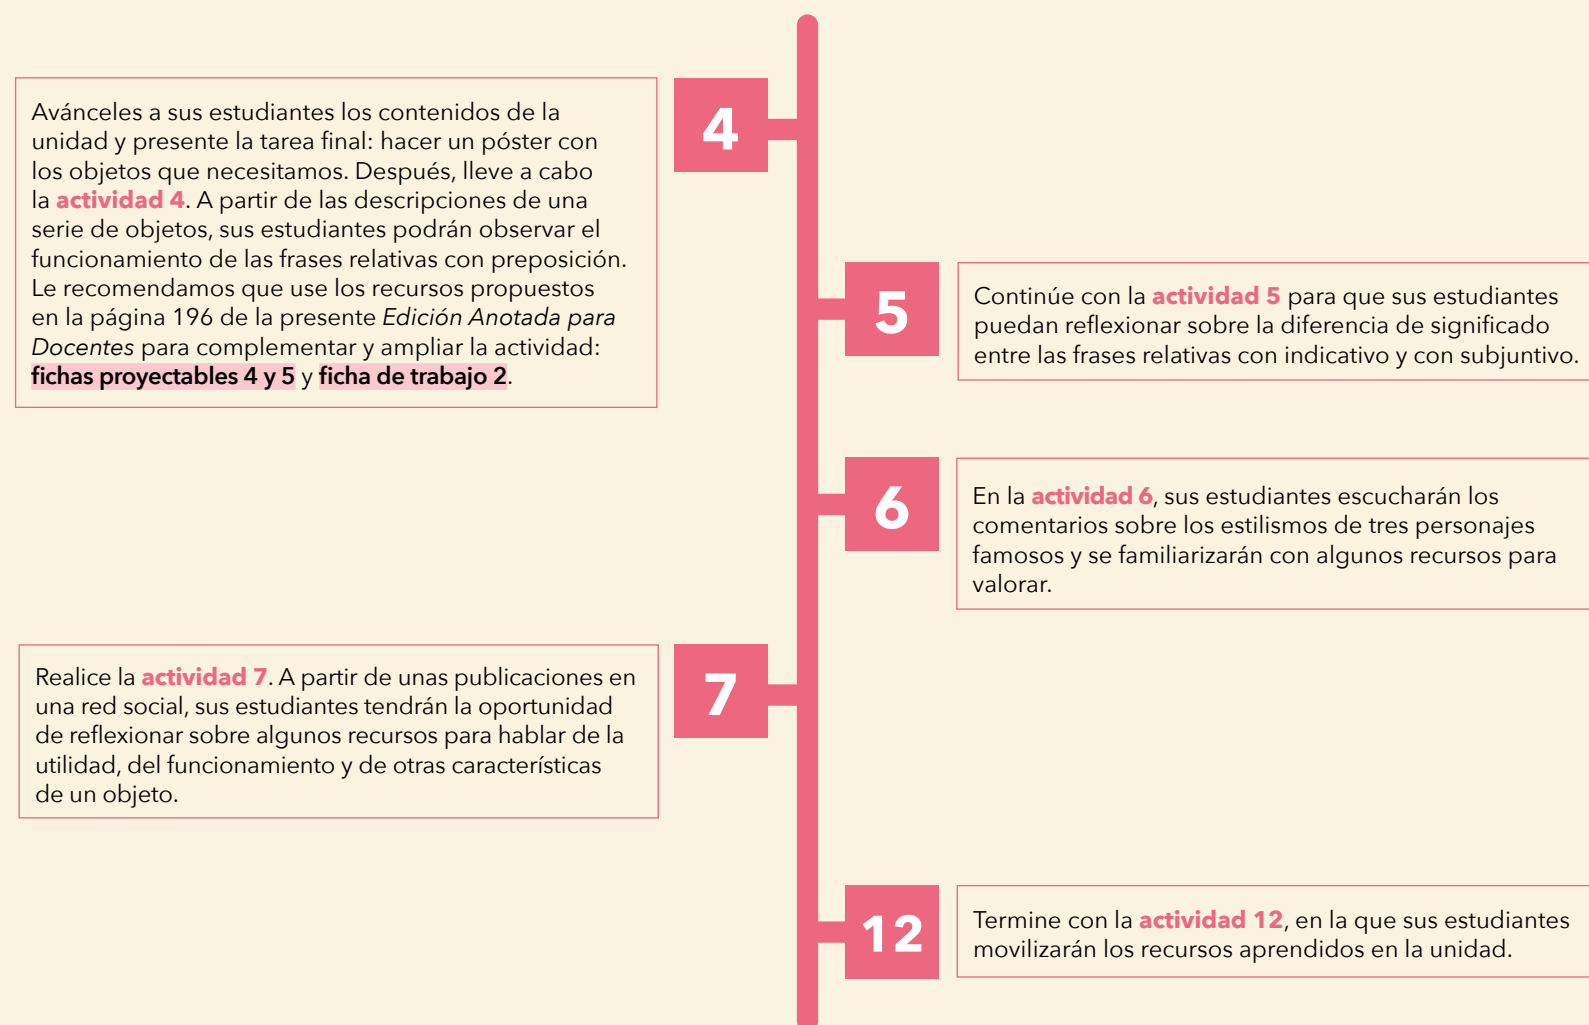 Avánceles a sus estudiantes los contenidos de la
unidad y presente la tarea final: hacer un póster con
los objetos que necesitamos. Después, lleve a cabo
la actividad 4. A partir de las descripciones de una
serie de objetos, sus estudiantes podrán observar el
funcionamiento de las frases relativas con preposición.
Le recomendamos que use los recursos propuestos
en la página 196 de la presente Edición Anotada para
Docentes para complementar y ampliar la actividad:
fichas proyectables 4 y 5 y ficha de trabajo 2.
4
5
Continúe con la actividad 5 para que sus estudiantes
puedan reflexionar sobre la diferencia de significado
entre las frases relativas con indicativo y con subjuntivo.
6
En la actividad 6, sus estudiantes escucharán los
comentarios sobre los estilismos de tres personajes
famosos y se familiarizarán con algunos recursos para
valorar.
Realice la actividad 7. A partir de unas publicaciones en
una red social, sus estudiantes tendrán la oportunidad
de reflexionar sobre algunos recursos para hablar de la
utilidad, del funcionamiento y de otras características
de un objeto.
7
12
Termine con la actividad 12, en la que sus estudiantes
movilizarán los recursos aprendidos en la unidad.